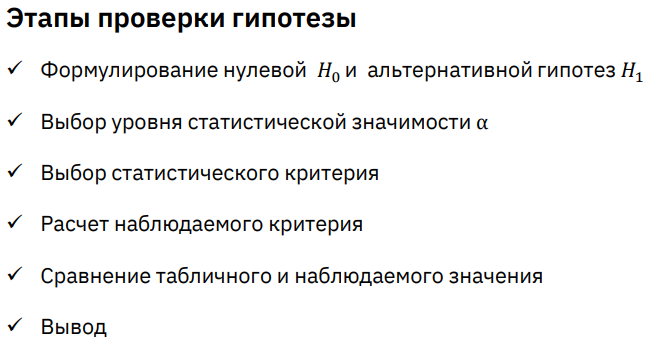 Этапы проверки гипотезы
✓ Формулирование нулевой H₀ и альтернативной гипотез H₁
✓ Выбор уровня статистической значимости α
✓ Выбор статистического критерия
✓ Расчет наблюдаемого критерия
✓ Сравнение табличного и наблюдаемого значения
✓ Вывод